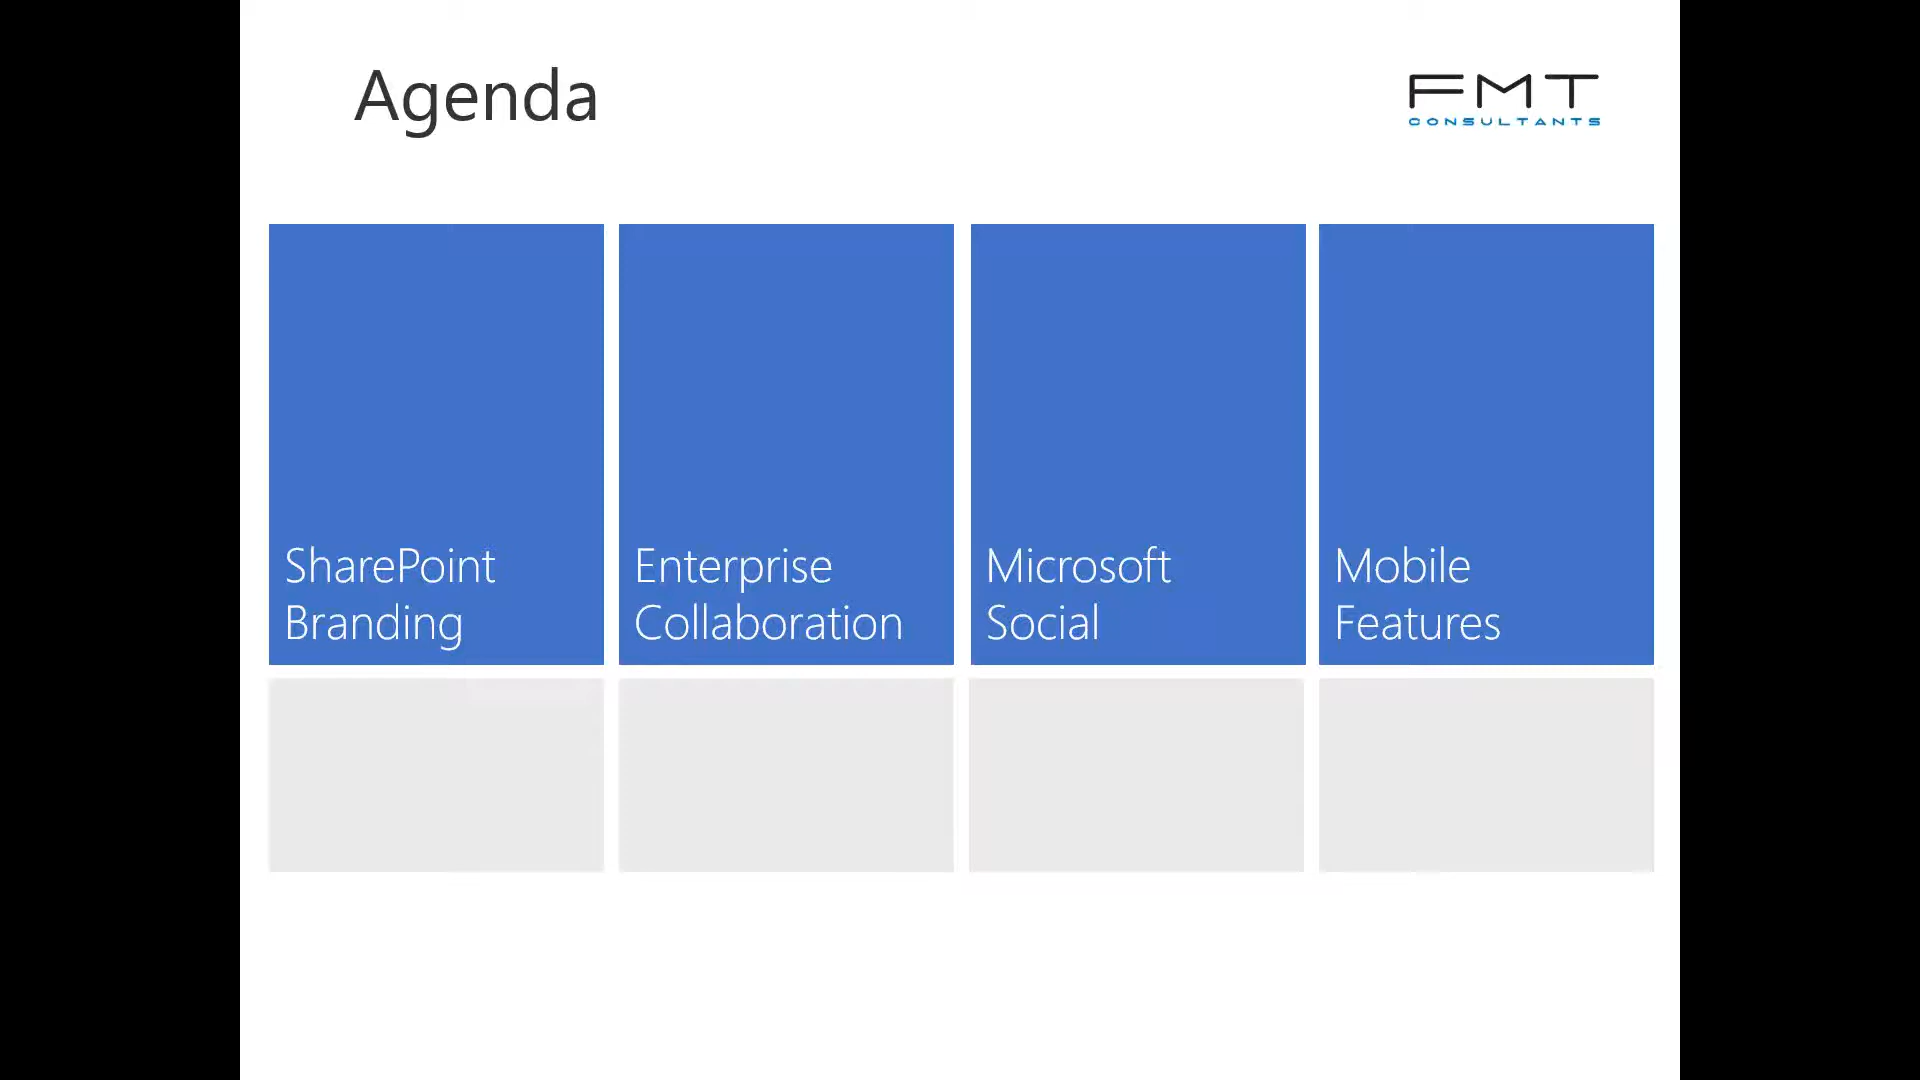 Agenda
FMT
CONSULTANTS
SharePoint
Branding
Enterprise
Collaboration
Microsoft
Social
Mobile
Features